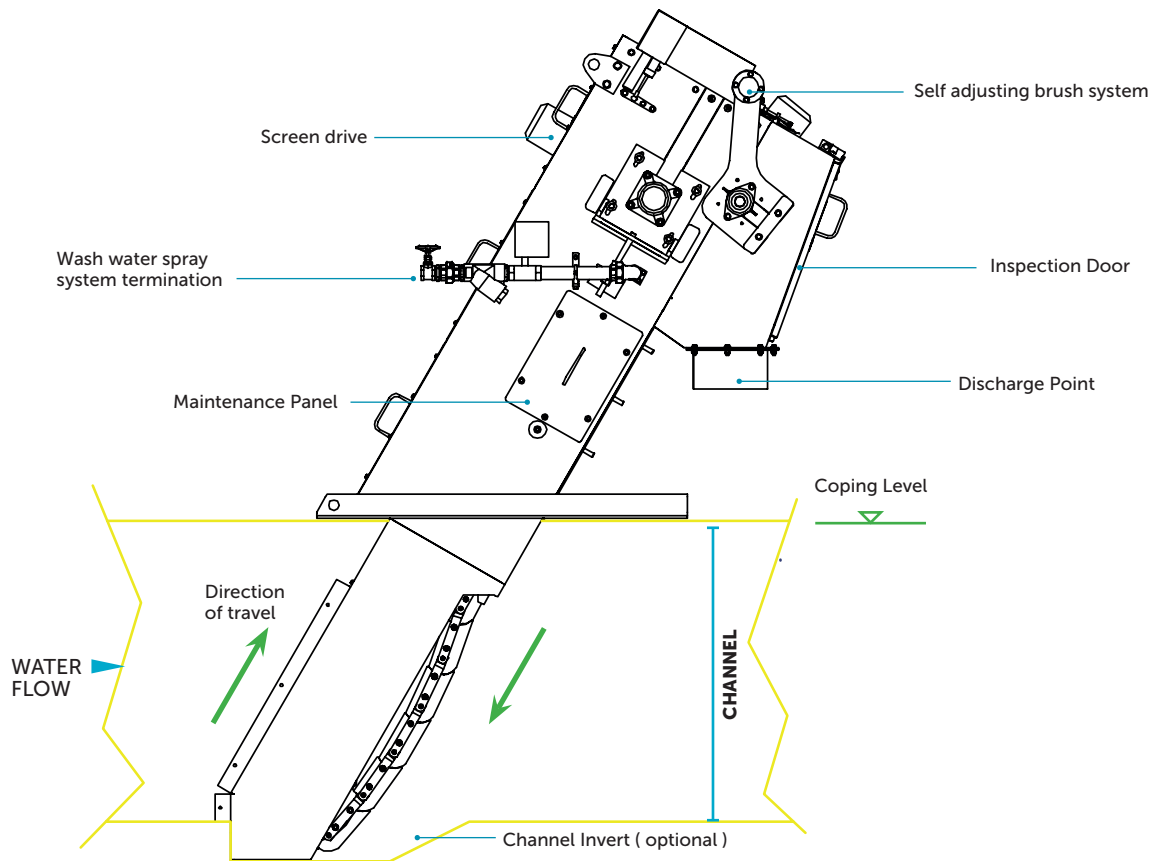 Self adjusting brush system
Screen drive
Wash water spray
system termination
Inspection Door
Discharge Point
Maintenance Panel
Coping Level
Direction
of travel
WATER
FLOW
CHANNEL
Channel Invert ( optional )